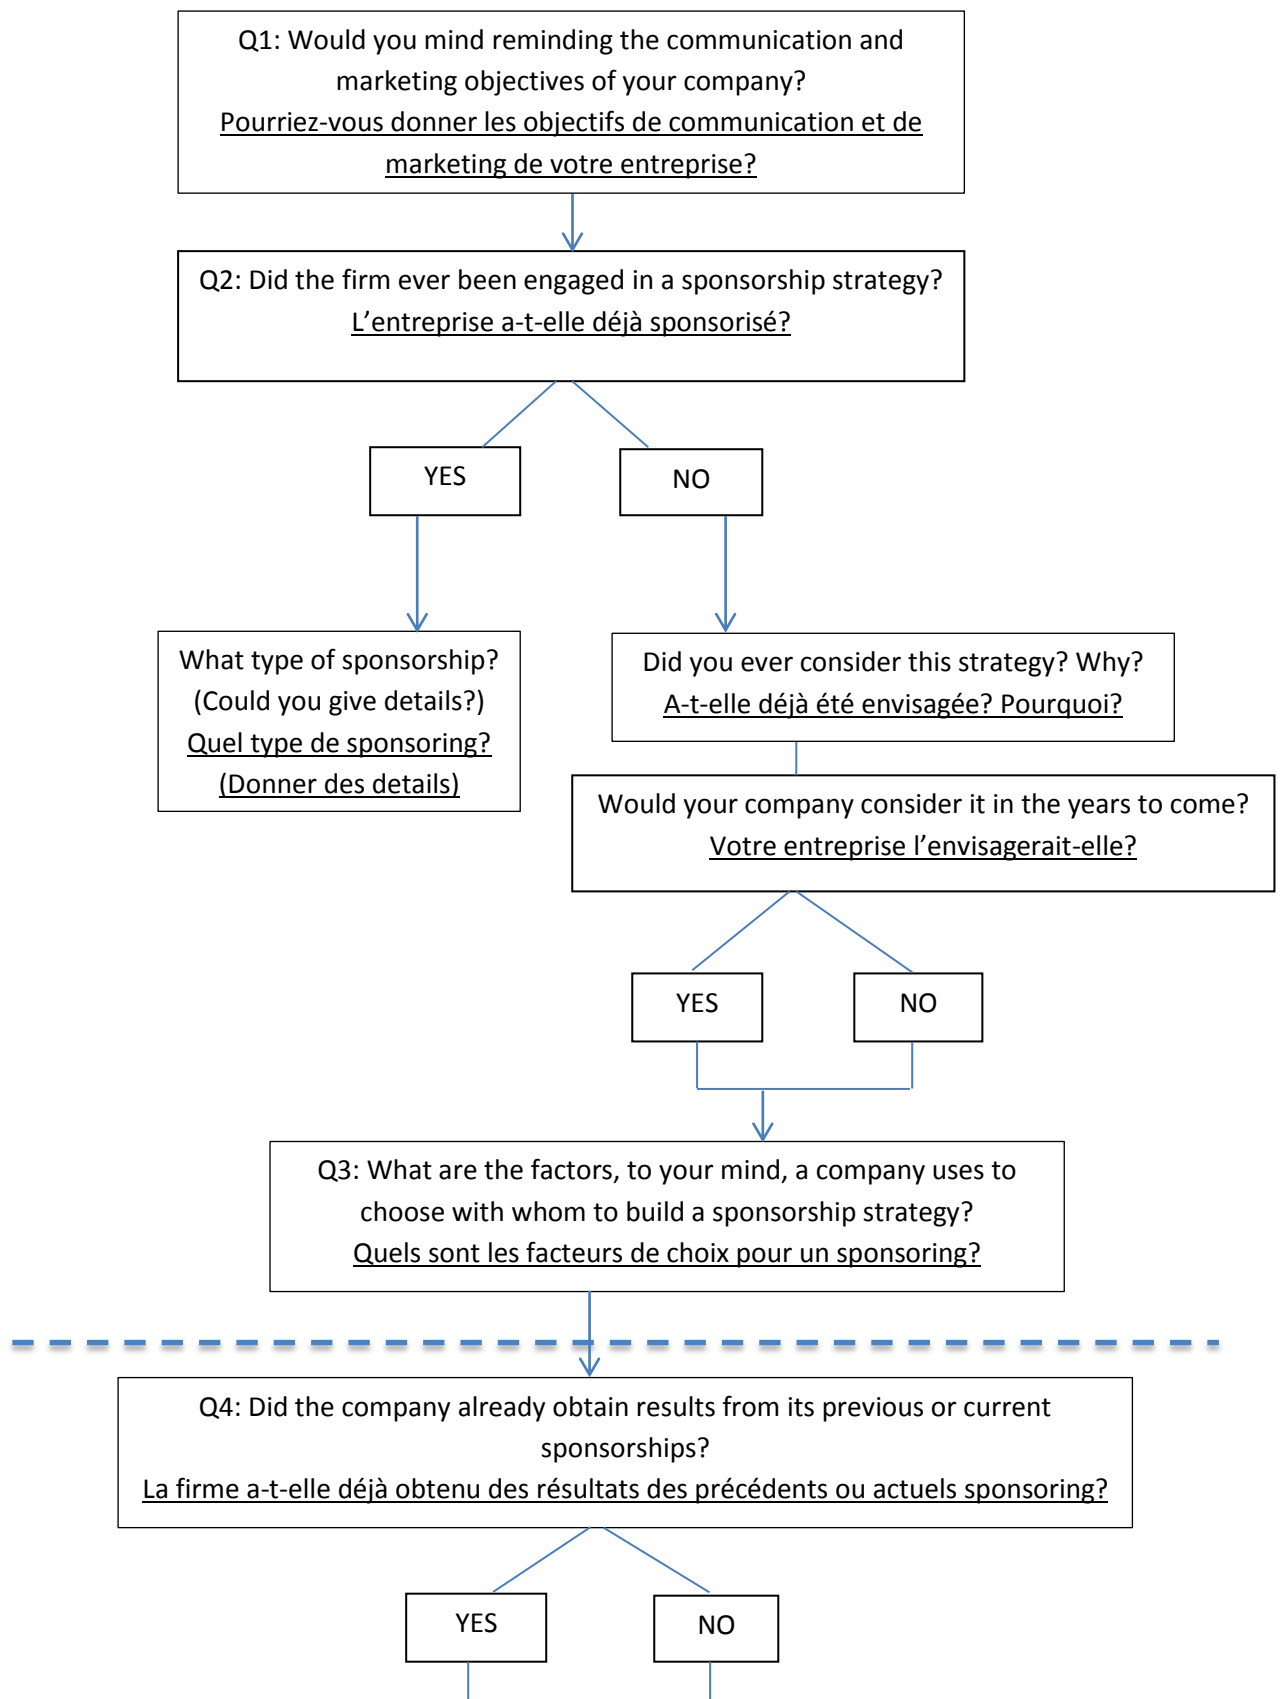 Q1: Would you mind reminding the communication and
marketing objectives of your company?
Pourriez-vous donner les objectifs de communication et de
marketing de votre entreprise?
Q2: Did the firm ever been engaged in a sponsorship strategy?
L’entreprise a-t-elle déjà sponsorisé?
YES
NO
What type of sponsorship?
(Could you give details?)
Quel type de sponsoring?
(Donner des details)
Did you ever consider this strategy? Why?
A-t-elle déjà été envisagée? Pourquoi?
Would your company consider it in the years to come?
Votre entreprise l’envisagerait-elle?
YES
NO
Q3: What are the factors, to your mind, a company uses to
choose with whom to build a sponsorship strategy?
Quels sont les facteurs de choix pour un sponsoring?
Q4: Did the company already obtain results from its previous or current
sponsorships?
La firme a-t-elle déjà obtenu des résultats des précédents ou actuels sponsoring?
YES
NO